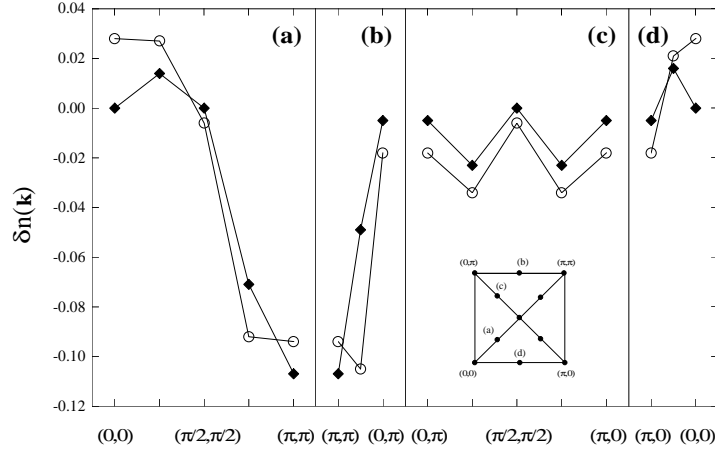 0.04
0.02
0.00
-0.02
-0.04
-0.06
-0.08
-0.10
-0.12
δn(k)
(a)
(b)
(c)
(d)
(0,π)
(b)
(π,π)
(c)
(a)
(d)
(0,0)
(π,0)
(0,0) (π/2,π/2) (π,π) (π,π) (0,π) (0,π) (π/2,π/2) (π,0) (π,0) (0,0)